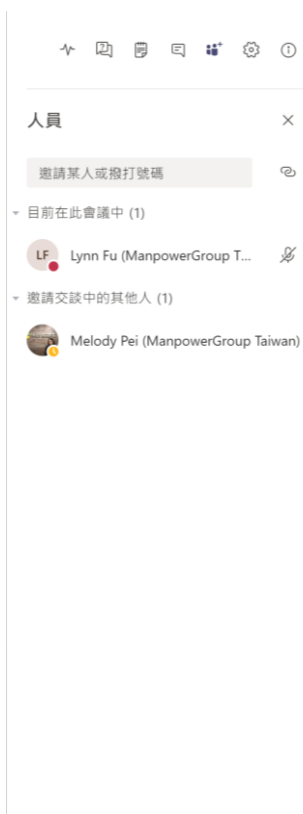 人員
邀請某人或撥打號碼
目前在此會議中 (1)
LF
Lynn Fu (ManpowerGroup T...
邀請交談中的其他人 (1)
Melody Pei (ManpowerGroup Taiwan)